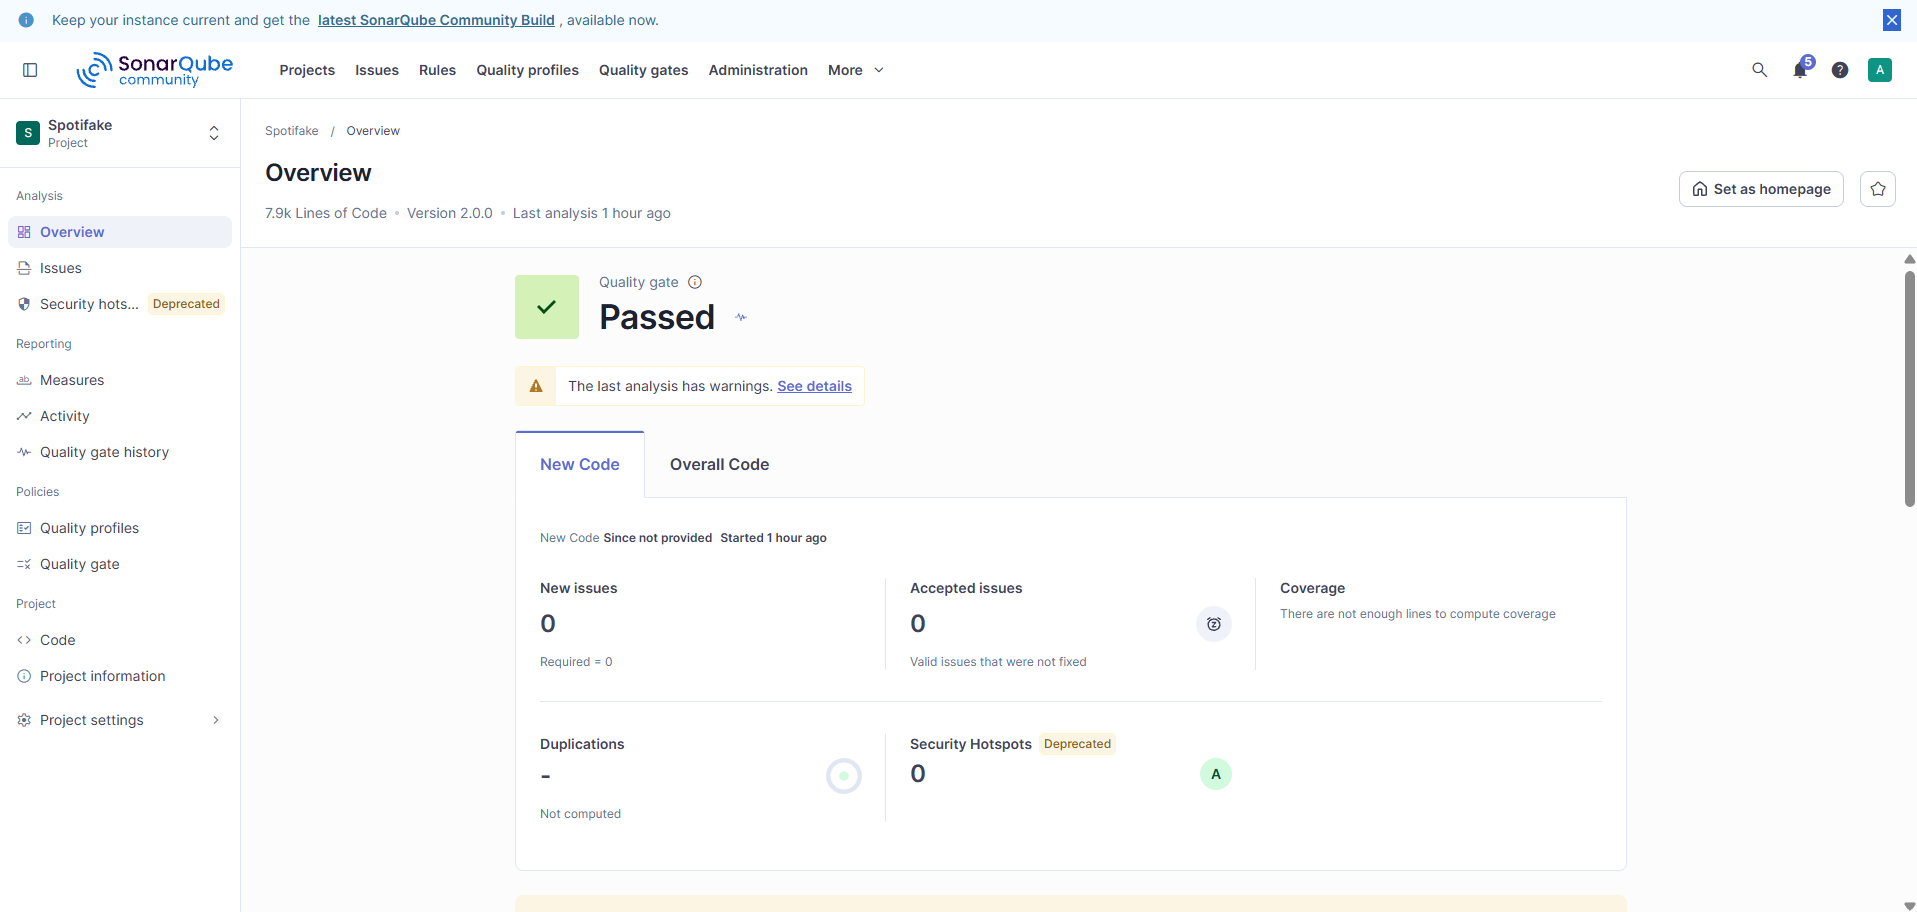 Keep your instance current and get the latest SonarQube Community Build , available now.
SonarQube community
Projects Issues Rules Quality profiles Quality gates Administration More
5
A
S
Spotifake
Project
Analysis
Overview
Issues
Security hots... Deprecated
Reporting
Measures
Activity
Quality gate history
Policies
Quality profiles
Quality gate
Project
Code
Project information
Project settings
Spotifake / Overview
Overview
7.9k Lines of Code • Version 2.0.0 • Last analysis 1 hour ago
Set as homepage
Quality gate
Passed
The last analysis has warnings. See details
New Code Overall Code
New Code Since not provided Started 1 hour ago
New issues
0
Required = 0
Accepted issues
0
Valid issues that were not fixed
Coverage
There are not enough lines to compute coverage
Duplications
-
Not computed
Security Hotspots Deprecated
0
A